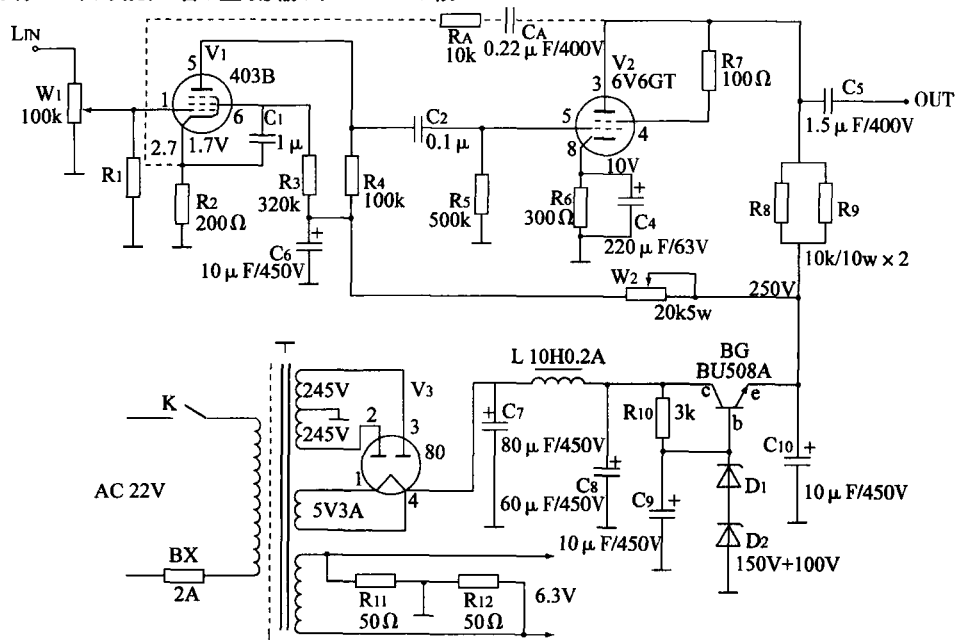 LIN
W1
100k
R1
1
5
V1
403B
6
2.7
1.7V
C1
1μ
R2
200Ω
R3
320k
R4
100k
C6
10μF/450V
RA
10k
CA
0.22μF/400V
C2
0.1μ
R5
500k
V2
6V6GT
3
5
4
8
10V
R6
300Ω
C4
220μF/63V
R7
100Ω
C5
1.5μF/400V
OUT
R8
R9
10k/10w×2
W2
20k5w
250V
K
AC 22V
BX
2A
245V
245V
2
V3
3
80
1
4
5V3A
L 10H0.2A
C7
80μF/450V
60μF/450V
C8
R10
3k
BG
BU508A
c
e
b
C9
10μF/450V
D1
D2
150V+100V
C10
10μF/450V
R11
50Ω
R12
50Ω
6.3V